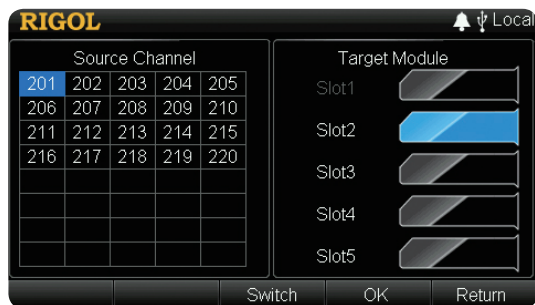 RIGOL Local
Source Channel
201 202 203 204 205
206 207 208 209 210
211 212 213 214 215
216 217 218 219 220
Target Module
Slot1
Slot2
Slot3
Slot4
Slot5
Switch OK Return